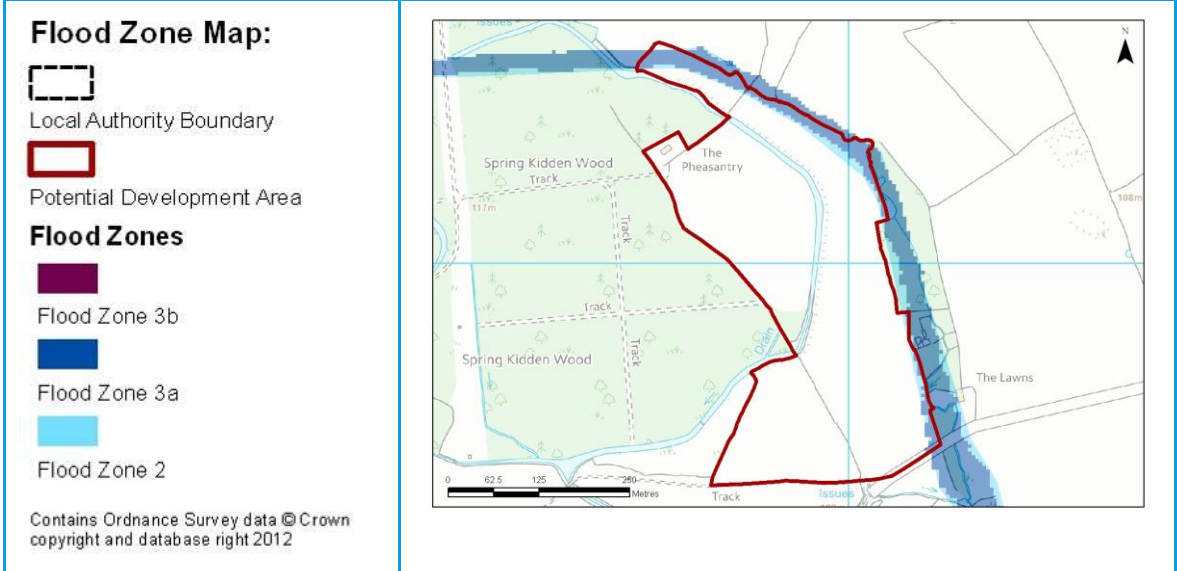 Flood Zone Map:
Local Authority Boundary
Potential Development Area
Flood Zones
Flood Zone 3b
Flood Zone 3a
Flood Zone 2
Contains Ordnance Survey data © Crown
copyright and database right 2012
Issues
N
The
Pheasantry
Spring Kidden Wood
Track
117m
108m
Track
Track
Drain
Track
Spring Kidden Wood
The Lawns
0 62.5 125 250
Metres
Track
Issues